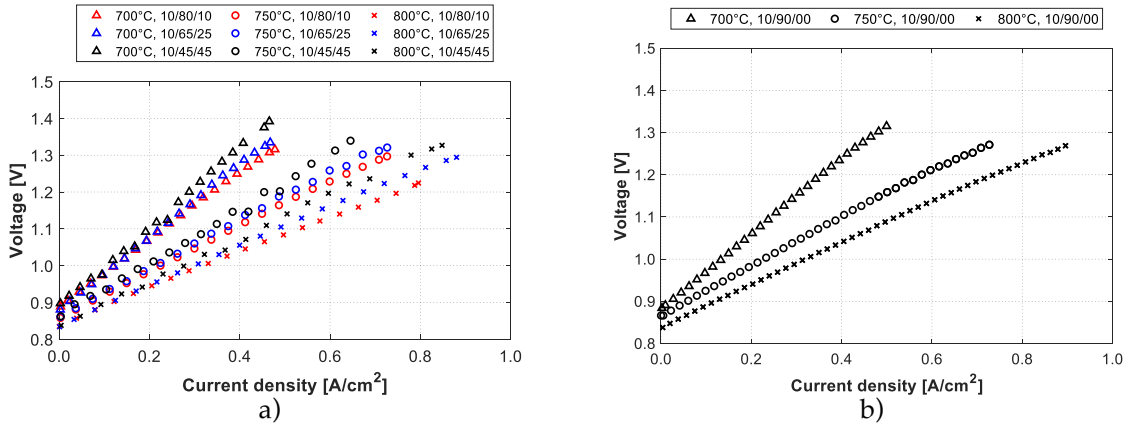 700°C, 10/80/10 750°C, 10/80/10 800°C, 10/80/10
700°C, 10/65/25 750°C, 10/65/25 800°C, 10/65/25
700°C, 10/45/45 750°C, 10/45/45 800°C, 10/45/45
1.5
1.4
1.3
1.2
1.1
1.0
0.9
0.8
Voltage [V]
0.0 0.2 0.4 0.6 0.8 1.0
Current density [A/cm²]
a)
700°C, 10/90/00 750°C, 10/90/00 800°C, 10/90/00
1.5
1.4
1.3
1.2
1.1
1.0
0.9
0.8
Voltage [V]
0.0 0.2 0.4 0.6 0.8 1.0
Current density [A/cm²]
b)